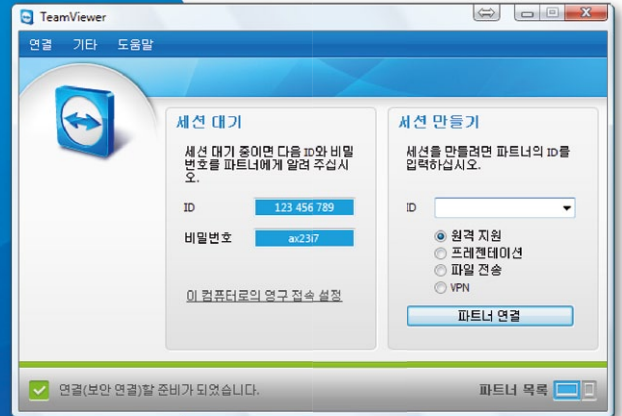 TeamViewer
연결 기타 도움말
세션 대기
세션 대기 중이면 다음 ID와 비밀
번호를 파트너에게 알려 주십시
오.
ID 123 456 789
비밀번호 ax23i7
이 컴퓨터로의 영구 접속 설정
세션 만들기
세션을 만들려면 파트너의 ID를
입력하십시오.
ID
원격 지원
프레젠테이션
파일 전송
VPN
파트너 연결
연결(보안 연결)할 준비가 되었습니다.
파트너 목록